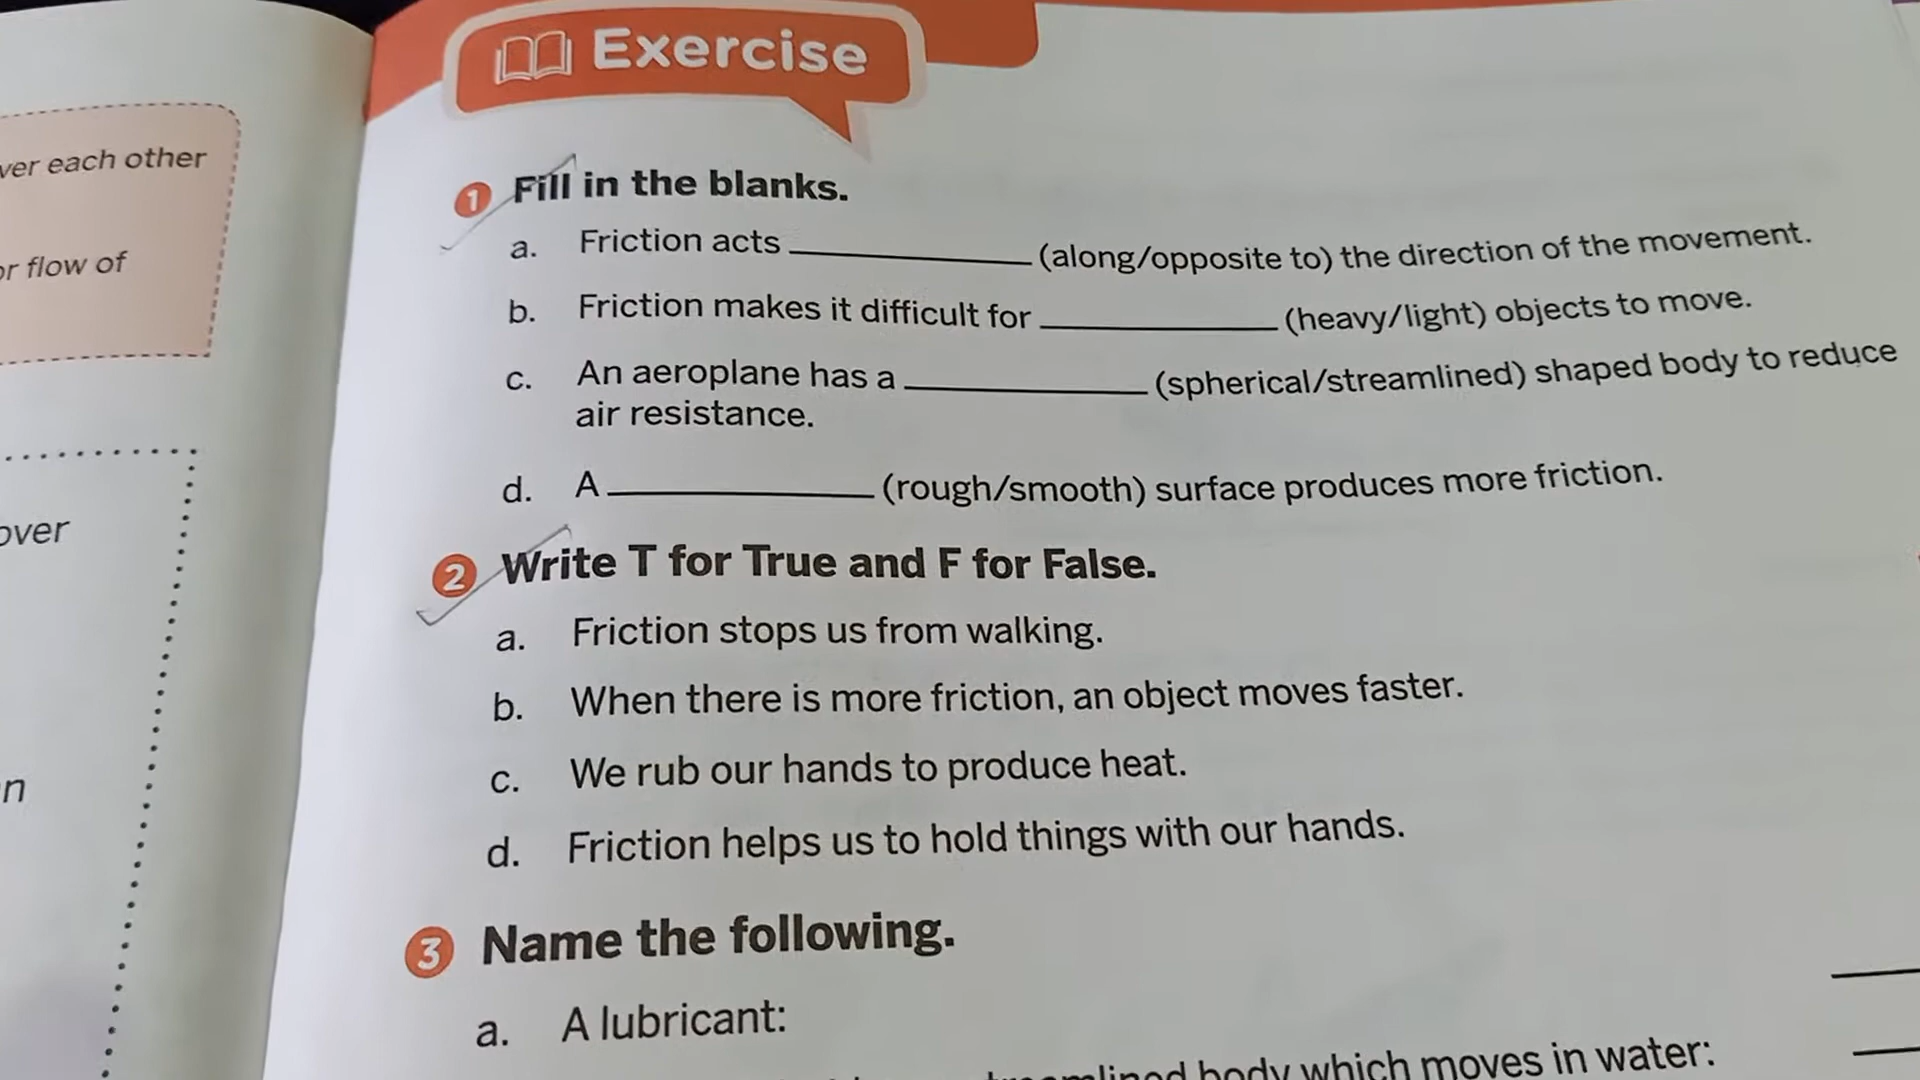 ver each other
or flow of
over
n
Exercise
1 Fill in the blanks.
a. Friction acts ____________ (along/opposite to) the direction of the movement.
b. Friction makes it difficult for ____________ (heavy/light) objects to move.
c. An aeroplane has a ____________ (spherical/streamlined) shaped body to reduce
air resistance.
d. A ____________ (rough/smooth) surface produces more friction.
2 Write T for True and F for False.
a. Friction stops us from walking.
b. When there is more friction, an object moves faster.
c. We rub our hands to produce heat.
d. Friction helps us to hold things with our hands.
3 Name the following.
a. A lubricant:
body which moves in water: